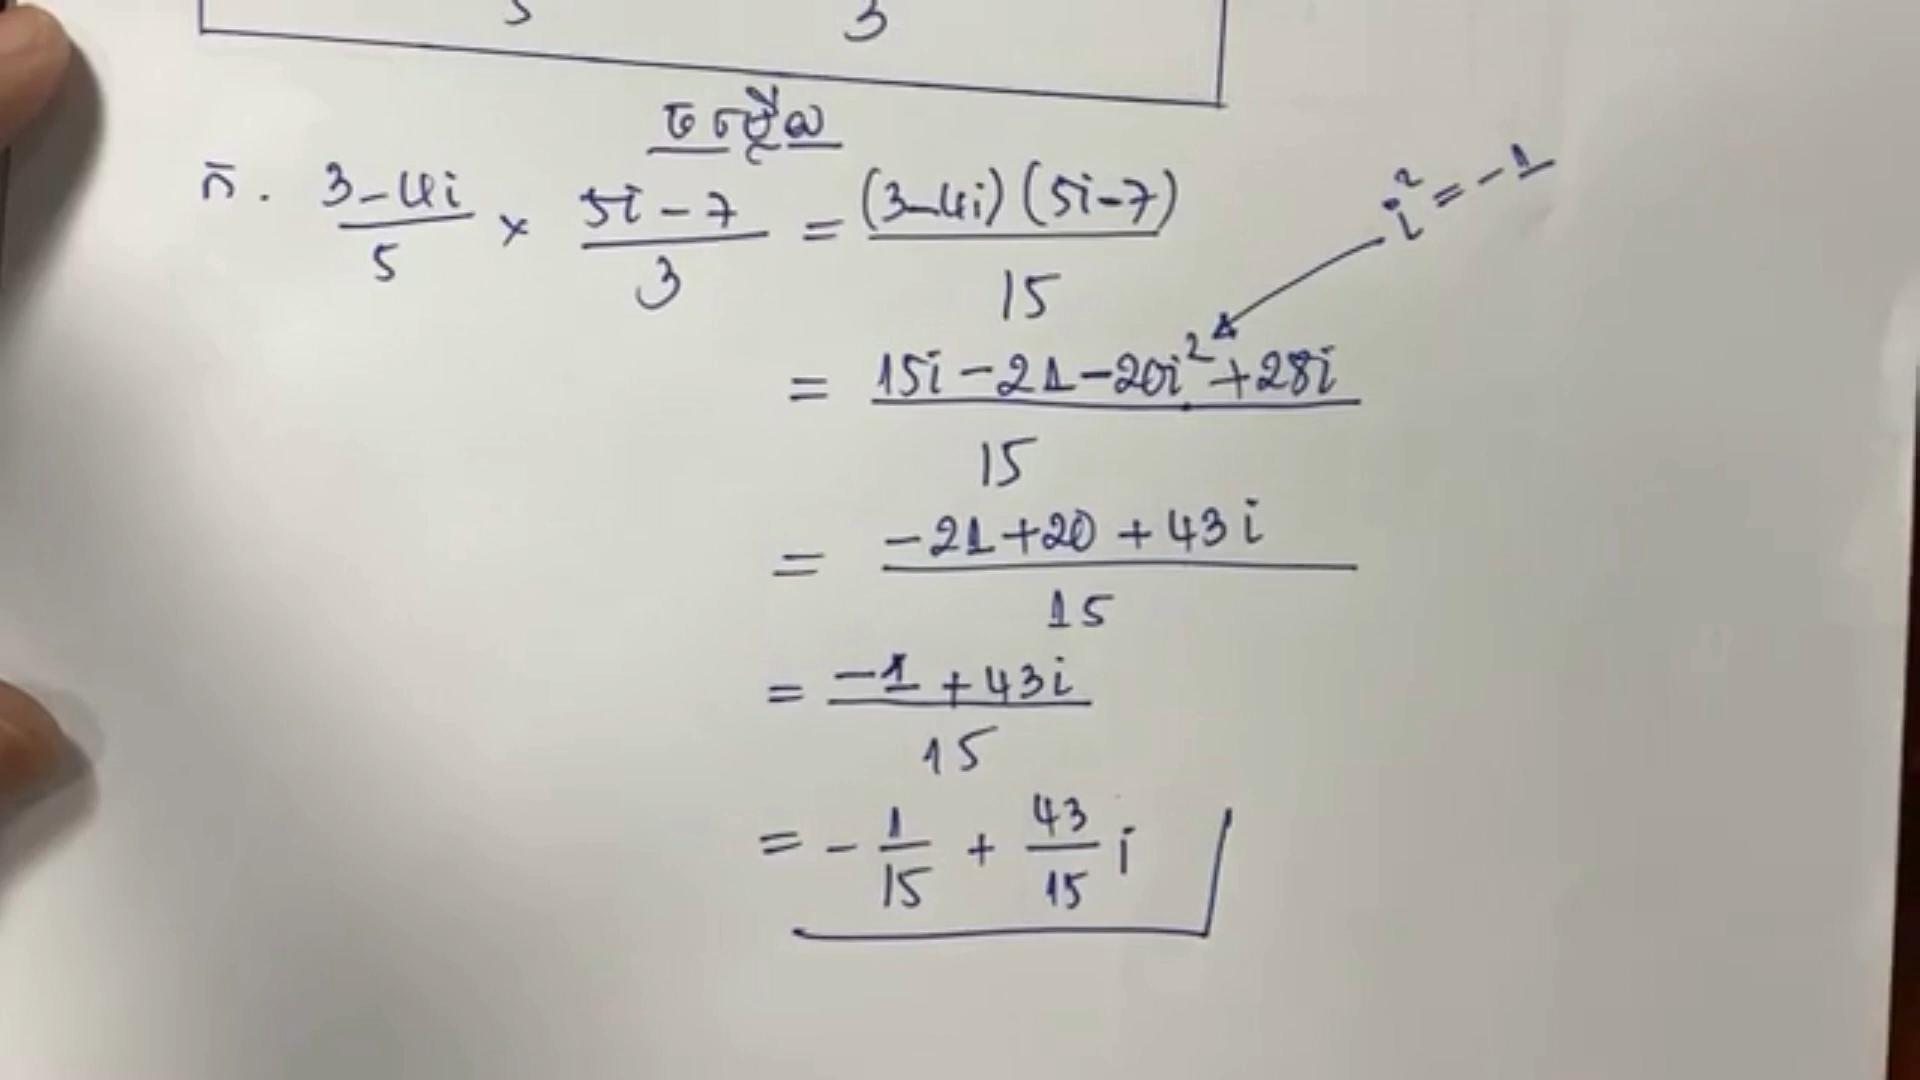 5 3
ចម្លើយ
ក. (3-4i)/5 × (5i-7)/3 = (3-4i)(5i-7)/15
i² = -1
= (15i-21-20i²+28i)/15
= (-21+20+43i)/15
= (-1+43i)/15
= -1/15 + 43/15 i